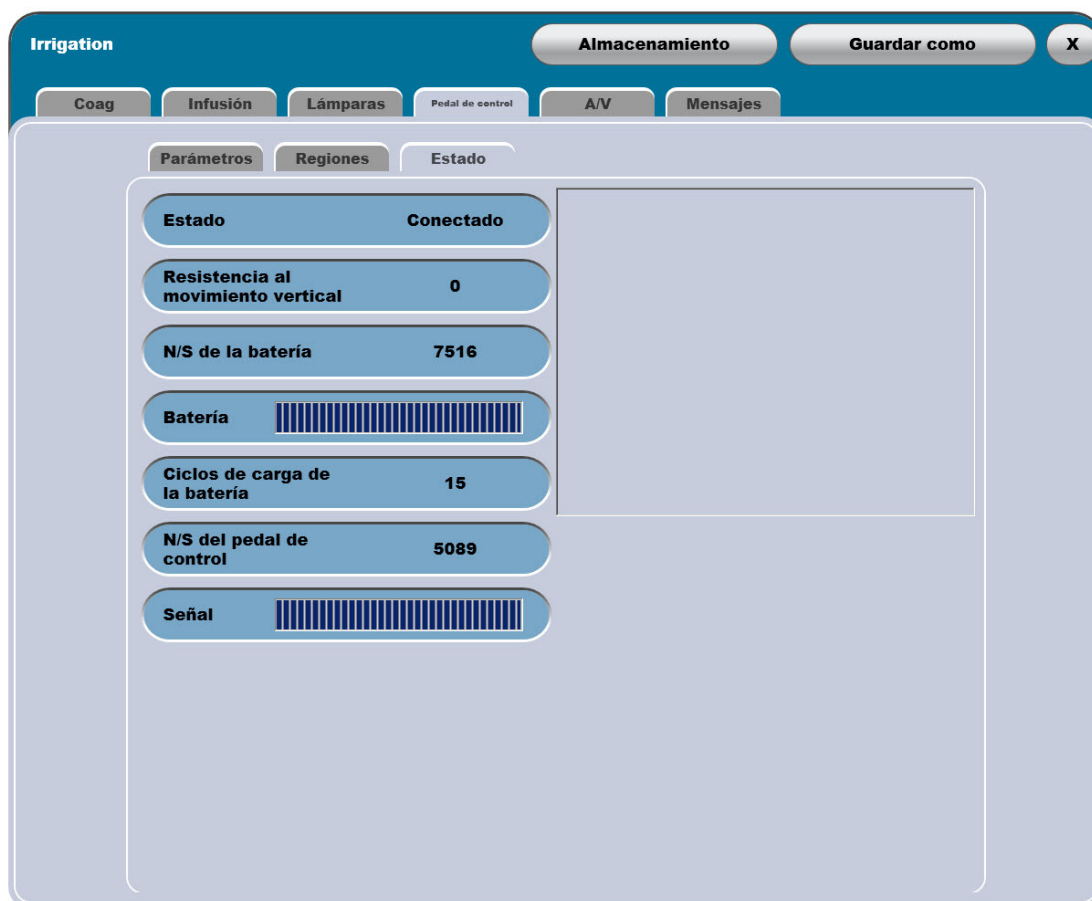 Irrigation
Almacenamiento
Guardar como
X
Coag
Infusión
Lámparas
Pedal de control
A/V
Mensajes
Parámetros
Regiones
Estado
Estado
Conectado
Resistencia al
movimiento vertical
0
N/S de la batería
7516
Batería
Ciclos de carga de
la batería
15
N/S del pedal de
control
5089
Señal